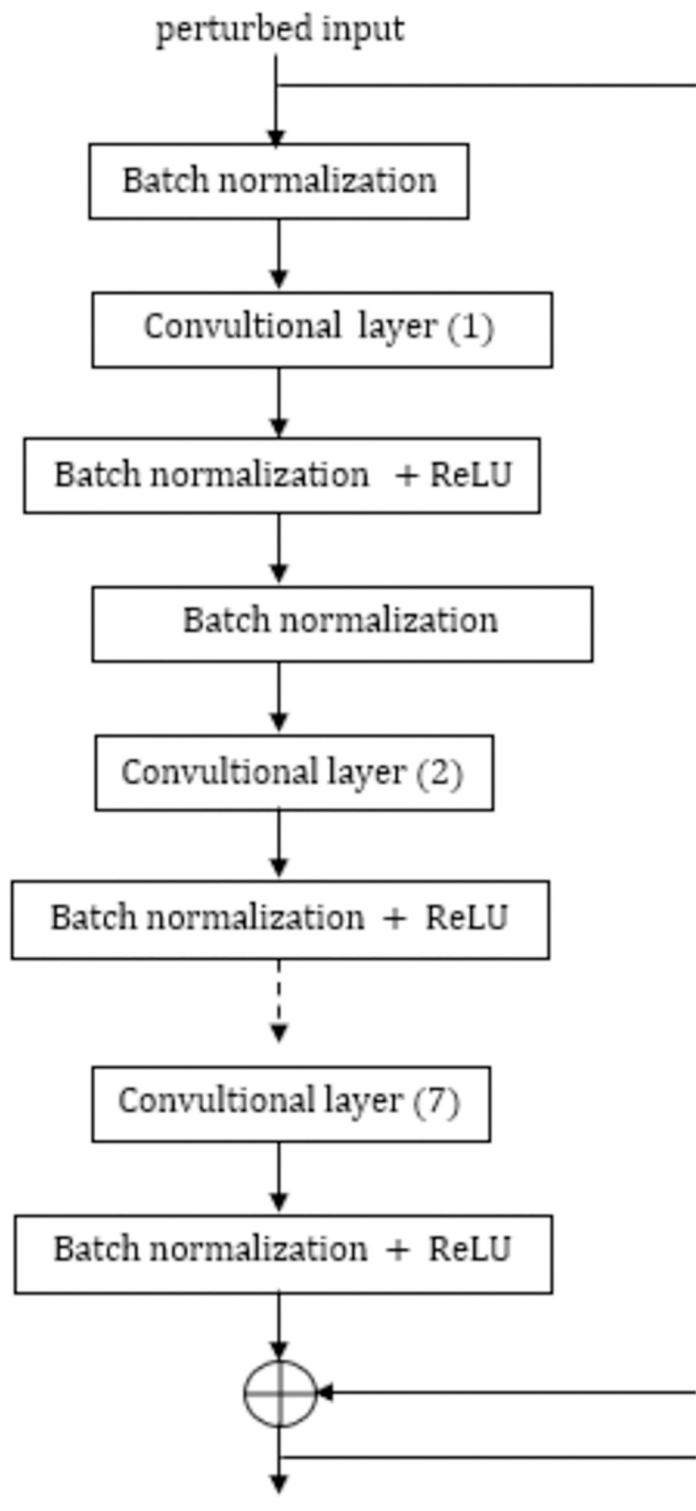 perturbed input
Batch normalization
Convultional layer (1)
Batch normalization + ReLU
Batch normalization
Convultional layer (2)
Batch normalization + ReLU
Convultional layer (7)
Batch normalization + ReLU